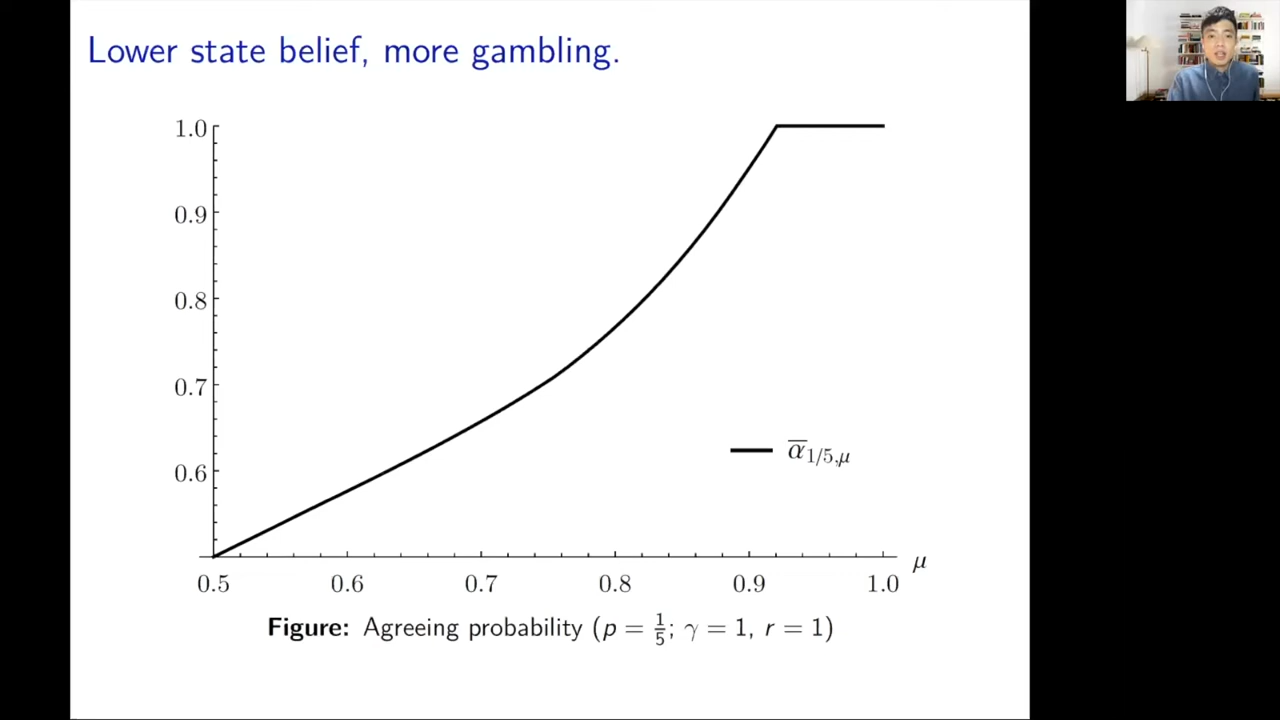 Lower state belief, more gambling.
1.0
0.9
0.8
0.7
0.6
α̅1/5,μ
μ
0.5 0.6 0.7 0.8 0.9 1.0
Figure: Agreeing probability (p = 1/5; γ = 1, r = 1)